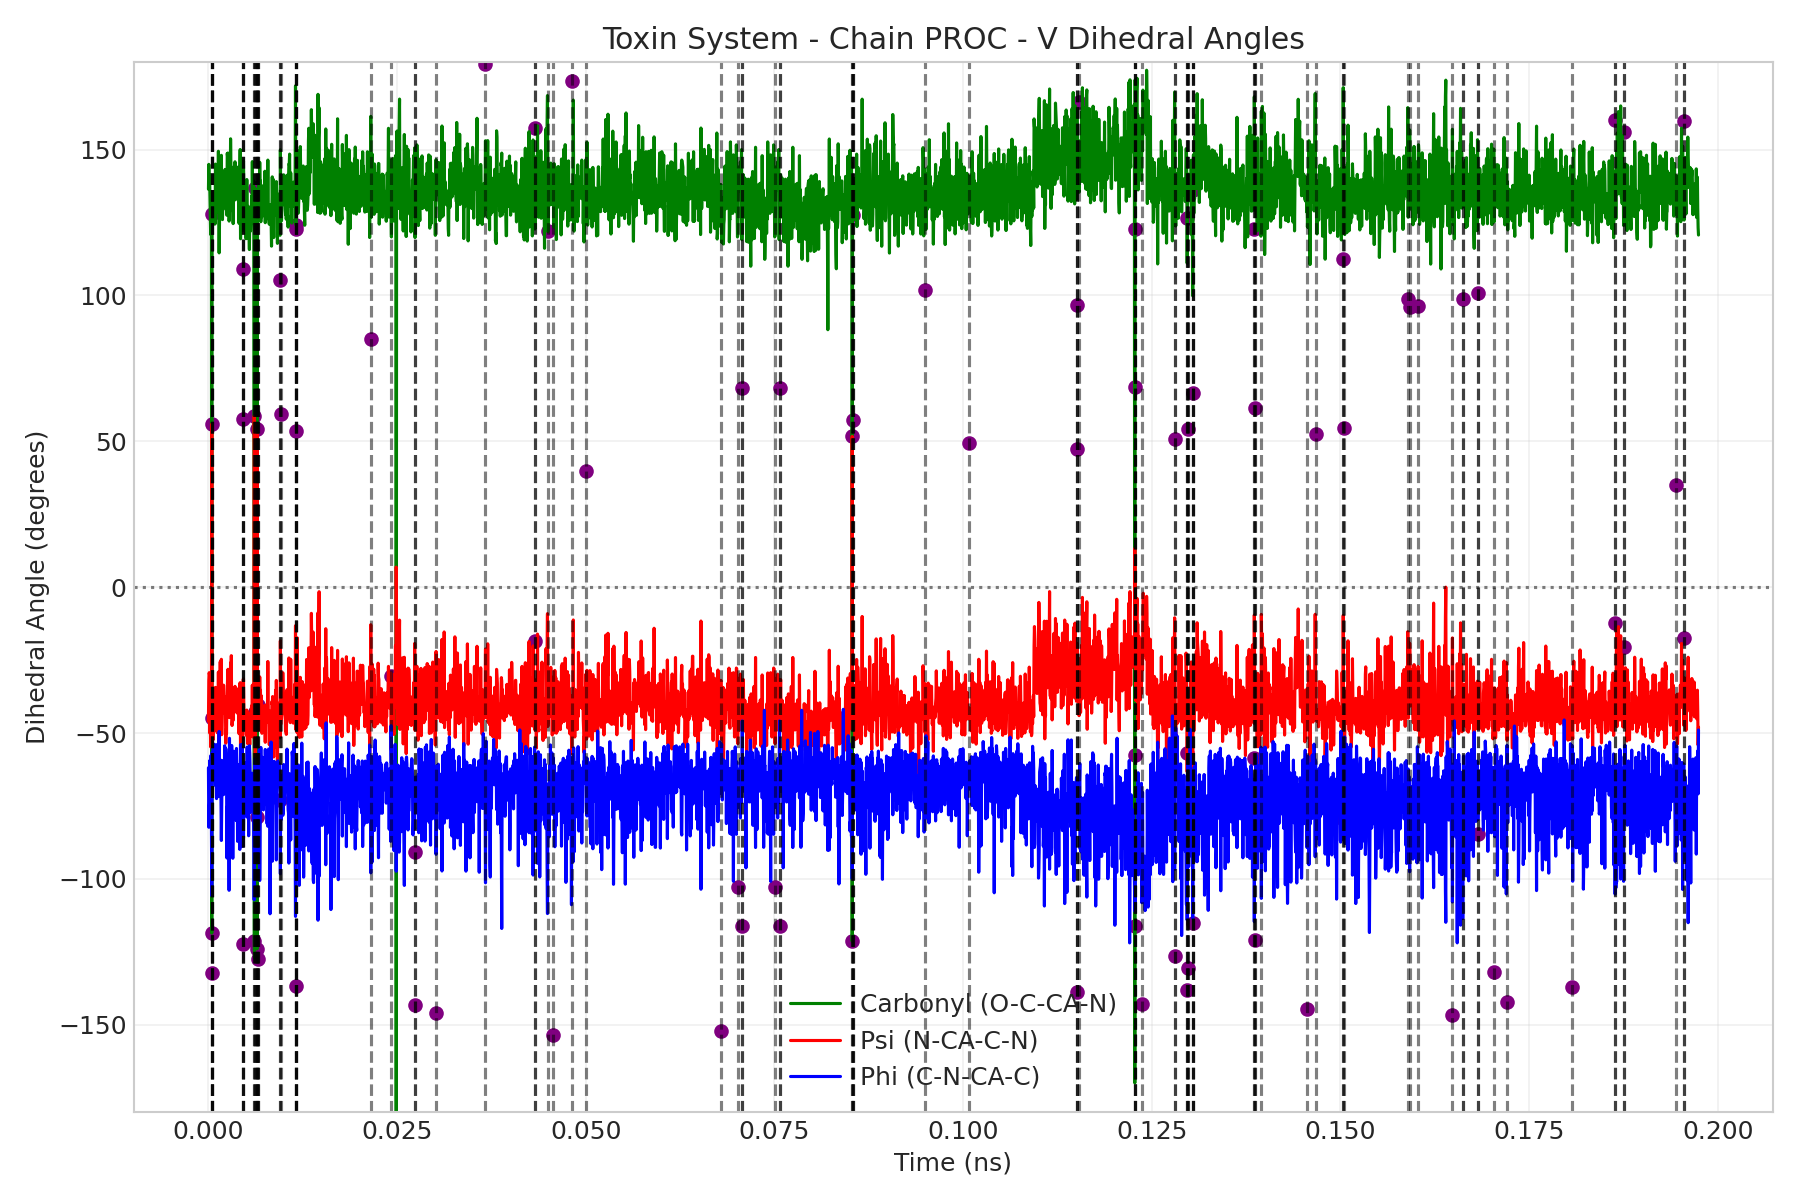 Toxin System - Chain PROC - V Dihedral Angles
Dihedral Angle (degrees)
150
100
50
0
−50
−100
−150
Carbonyl (O-C-CA-N)
Psi (N-CA-C-N)
Phi (C-N-CA-C)
0.000 0.025 0.050 0.075 0.100 0.125 0.150 0.175 0.200
Time (ns)